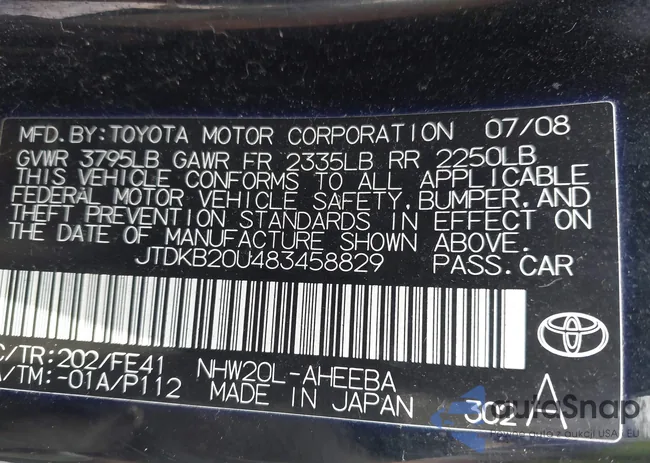 MFD.BY:TOYOTA MOTOR CORPORATION 07/08
GVWR 3795LB GAWR FR 2335LB RR 2250LB
THIS VEHICLE CONFORMS TO ALL APPLICABLE
FEDERAL MOTOR VEHICLE SAFETY,BUMPER,AND
THEFT PREVENTION STANDARDS IN EFFECT ON
THE DATE OF MANUFACTURE SHOWN ABOVE.
JTDKB20U483458829 PASS.CAR
C/TR:202/FE41 NHW20L-AHEEBA
A/TM:-01A/P112 MADE IN JAPAN 302 A
autoSnap